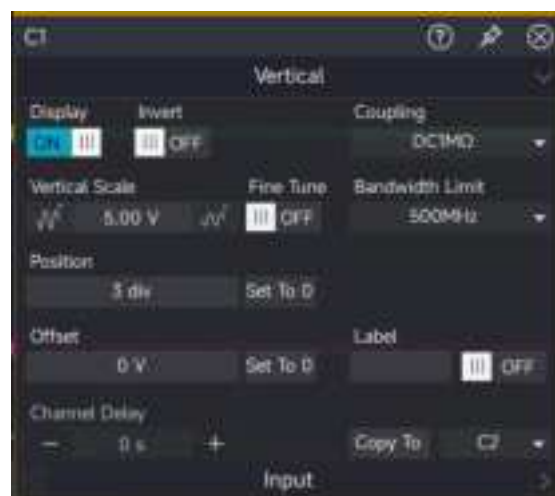 C1
Vertical
Display Invert Coupling
ON OFF DC1MΩ
Vertical Scale Fine Tune Bandwidth Limit
5.00 V OFF 500MHz
Position
3 div Set To 0
Offset Label
0 V Set To 0 OFF
Channel Delay
— 0 s + Copy To C2
Input